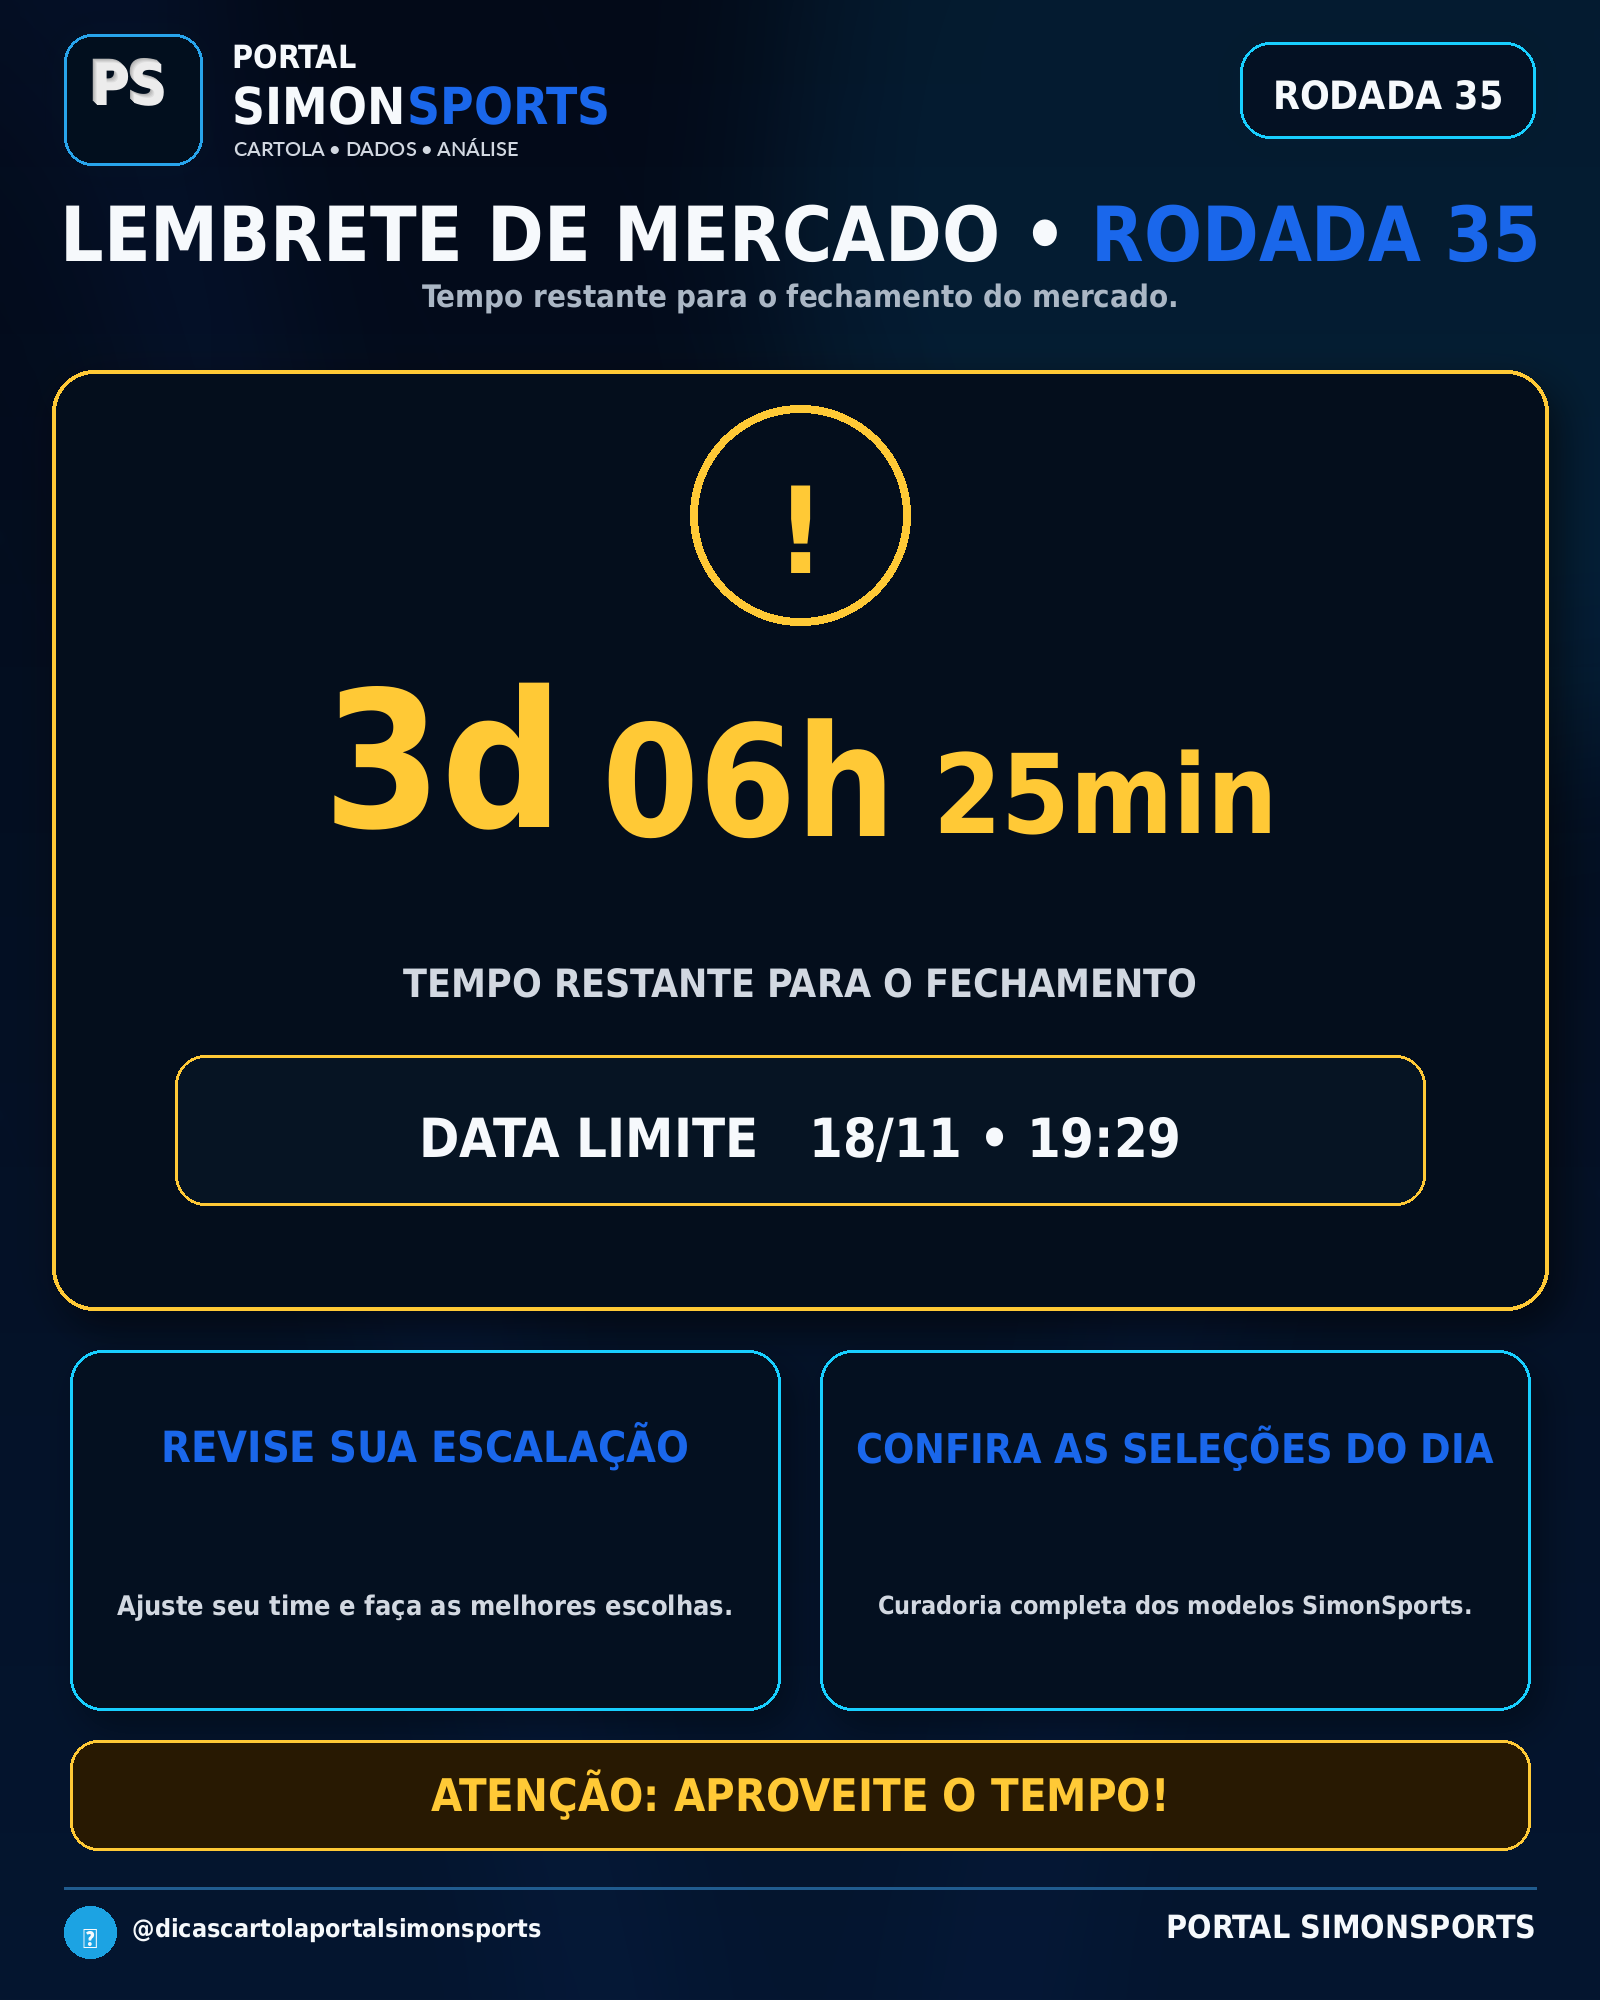 PS
PORTAL
SIMONSPORTS
CARTOLA • DADOS • ANÁLISE
RODADA 35
LEMBRETE DE MERCADO • RODADA 35
Tempo restante para o fechamento do mercado.
!
3d 06h 25min
TEMPO RESTANTE PARA O FECHAMENTO
DATA LIMITE 18/11 • 19:29
REVISE SUA ESCALAÇÃO
Ajuste seu time e faça as melhores escolhas.
CONFIRA AS SELEÇÕES DO DIA
Curadoria completa dos modelos SimonSports.
ATENÇÃO: APROVEITE O TEMPO!
@dicascartolaportalsimonsports
PORTAL SIMONSPORTS